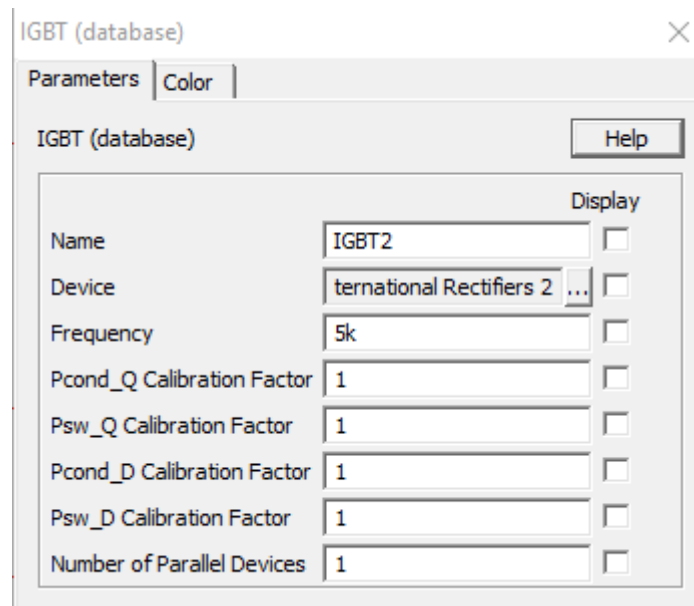 IGBT (database)
Parameters Color
IGBT (database) Help
Display
Name IGBT2
Device ternational Rectifiers 2 ...
Frequency 5k
Pcond_Q Calibration Factor 1
Psw_Q Calibration Factor 1
Pcond_D Calibration Factor 1
Psw_D Calibration Factor 1
Number of Parallel Devices 1